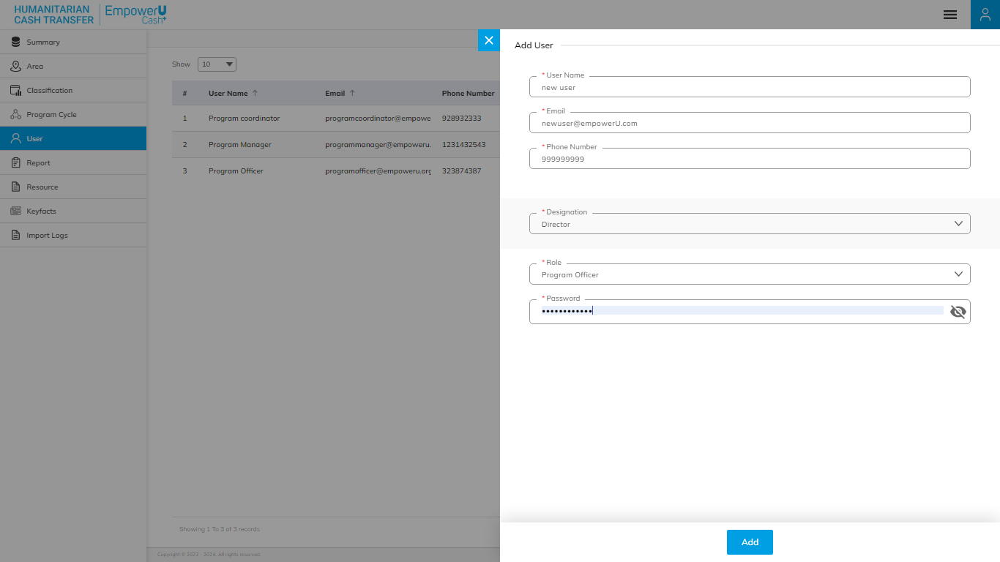 HUMANITARIAN
CASH TRANSFER
EmpowerU
Cash+
Summary
Area
Classification
Program Cycle
User
Report
Resource
Keyfacts
Import Logs
Show 10
# User Name Email Phone Number
1 Program coordinator programcoordinator@empowe 928932333
2 Program Manager programmanager@empoweru. 1231432543
3 Program Officer programofficer@empoweru.org 323874387
Showing 1 To 3 of 3 records
Copyright © 2022 - 2024. All rights reserved.
Add User
* User Name
new user
* Email
newuser@empowerU.com
* Phone Number
999999999
* Designation
Director
* Role
Program Officer
* Password
••••••••••••
Add